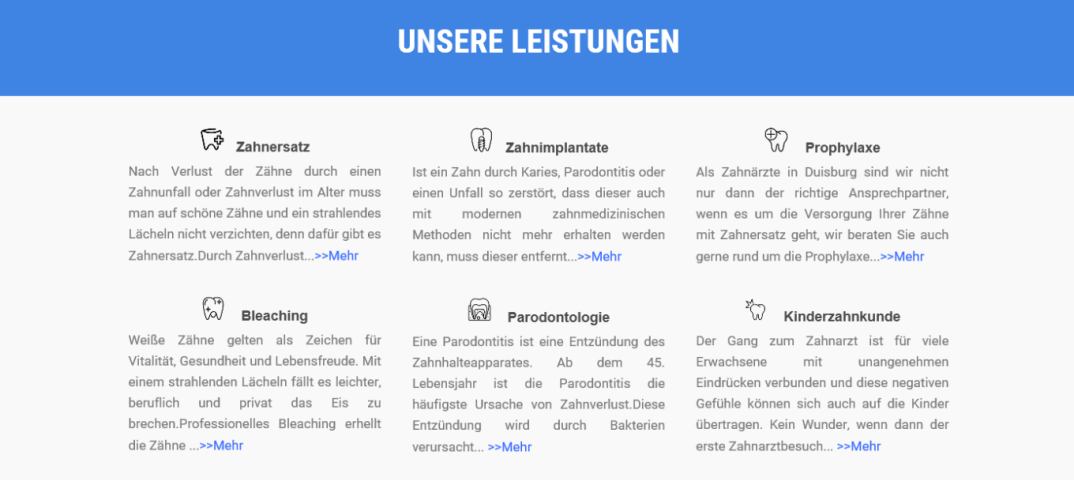 UNSERE LEISTUNGEN
Zahnersatz
Nach Verlust der Zähne durch einen
Zahnunfall oder Zahnverlust im Alter muss
man auf schöne Zähne und ein strahlendes
Lächeln nicht verzichten, denn dafür gibt es
Zahnersatz.Durch Zahnverlust...>>Mehr
Zahnimplantate
Ist ein Zahn durch Karies, Parodontitis oder
einen Unfall so zerstört, dass dieser auch
mit modernen zahnmedizinischen
Methoden nicht mehr erhalten werden
kann, muss dieser entfernt...>>Mehr
Prophylaxe
Als Zahnärzte in Duisburg sind wir nicht
nur dann der richtige Ansprechpartner,
wenn es um die Versorgung Ihrer Zähne
mit Zahnersatz geht, wir beraten Sie auch
gerne rund um die Prophylaxe...>>Mehr
Bleaching
Weiße Zähne gelten als Zeichen für
Vitalität, Gesundheit und Lebensfreude. Mit
einem strahlenden Lächeln fällt es leichter,
beruflich und privat das Eis zu
brechen.Professionelles Bleaching erhellt
die Zähne ...>>Mehr
Parodontologie
Eine Parodontitis ist eine Entzündung des
Zahnhalteapparates. Ab dem 45.
Lebensjahr ist die Parodontitis die
häufigste Ursache von Zahnverlust.Diese
Entzündung wird durch Bakterien
verursacht... >>Mehr
Kinderzahnkunde
Der Gang zum Zahnarzt ist für viele
Erwachsene mit unangenehmen
Eindrücken verbunden und diese negativen
Gefühle können sich auch auf die Kinder
übertragen. Kein Wunder, wenn dann der
erste Zahnarztbesuch... >>Mehr